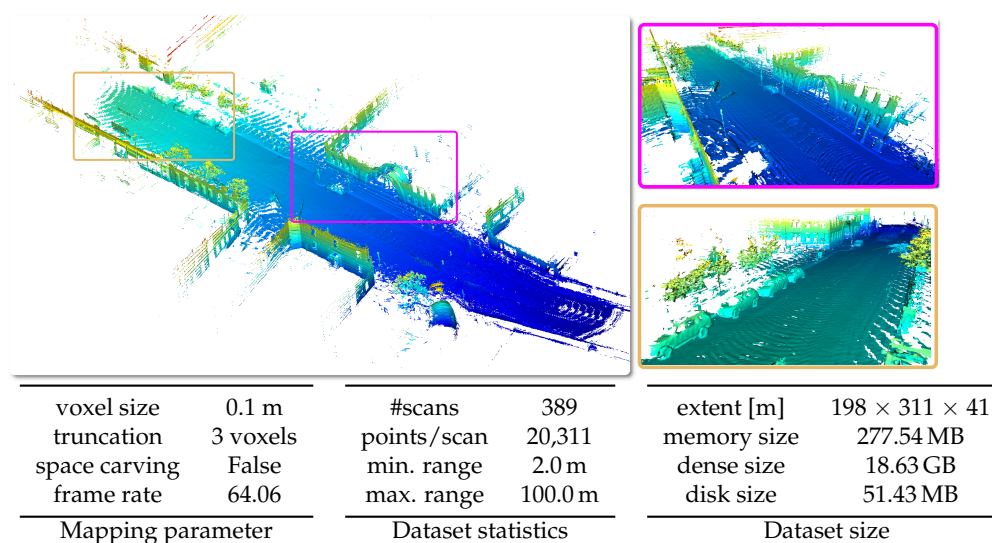 voxel size 0.1 m
truncation 3 voxels
space carving False
frame rate 64.06
Mapping parameter
#scans 389
points/scan 20,311
min. range 2.0 m
max. range 100.0 m
Dataset statistics
extent [m] 198 × 311 × 41
memory size 277.54 MB
dense size 18.63 GB
disk size 51.43 MB
Dataset size